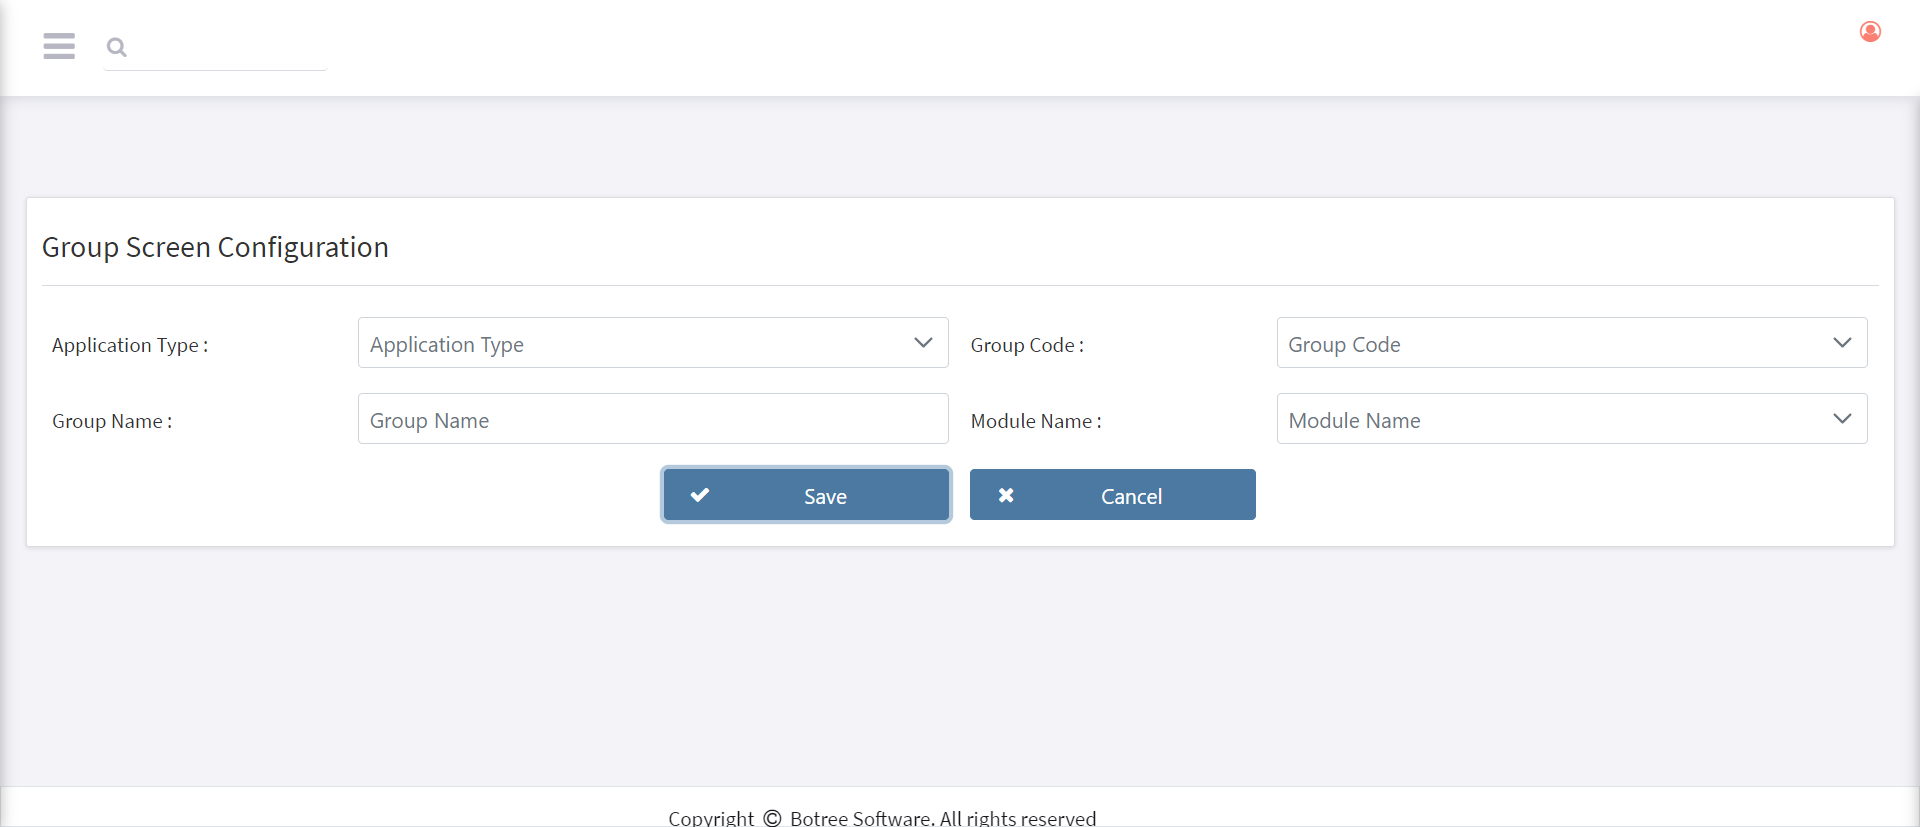 Group Screen Configuration
Application Type :
Application Type
Group Code :
Group Code
Group Name :
Group Name
Module Name :
Module Name
Save
Cancel
Copyright © Botree Software. All rights reserved